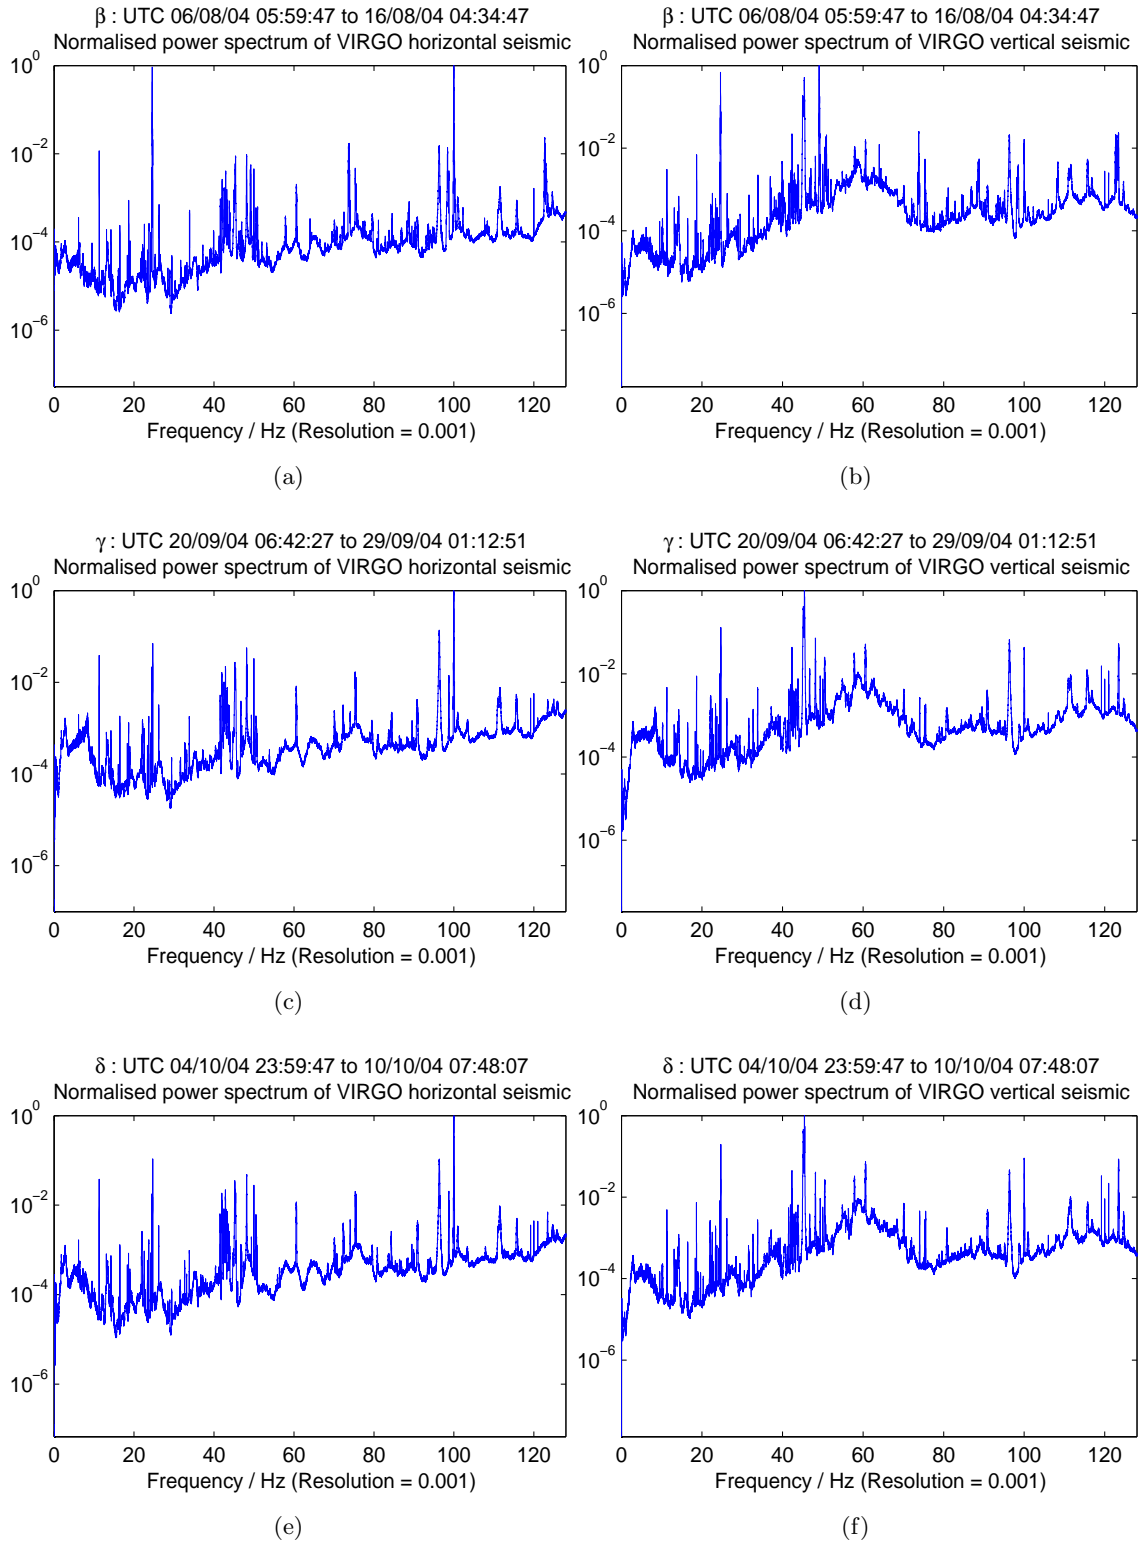 β : UTC 06/08/04 05:59:47 to 16/08/04 04:34:47
Normalised power spectrum of VIRGO horizontal seismic
10^0
10^−2
10^−4
10^−6
0 20 40 60 80 100 120
Frequency / Hz (Resolution = 0.001)
(a)
β : UTC 06/08/04 05:59:47 to 16/08/04 04:34:47
Normalised power spectrum of VIRGO vertical seismic
10^0
10^−2
10^−4
10^−6
0 20 40 60 80 100 120
Frequency / Hz (Resolution = 0.001)
(b)
γ : UTC 20/09/04 06:42:27 to 29/09/04 01:12:51
Normalised power spectrum of VIRGO horizontal seismic
10^0
10^−2
10^−4
10^−6
0 20 40 60 80 100 120
Frequency / Hz (Resolution = 0.001)
(c)
γ : UTC 20/09/04 06:42:27 to 29/09/04 01:12:51
Normalised power spectrum of VIRGO vertical seismic
10^0
10^−2
10^−4
10^−6
0 20 40 60 80 100 120
Frequency / Hz (Resolution = 0.001)
(d)
δ : UTC 04/10/04 23:59:47 to 10/10/04 07:48:07
Normalised power spectrum of VIRGO horizontal seismic
10^0
10^−2
10^−4
10^−6
0 20 40 60 80 100 120
Frequency / Hz (Resolution = 0.001)
(e)
δ : UTC 04/10/04 23:59:47 to 10/10/04 07:48:07
Normalised power spectrum of VIRGO vertical seismic
10^0
10^−2
10^−4
10^−6
0 20 40 60 80 100 120
Frequency / Hz (Resolution = 0.001)
(f)